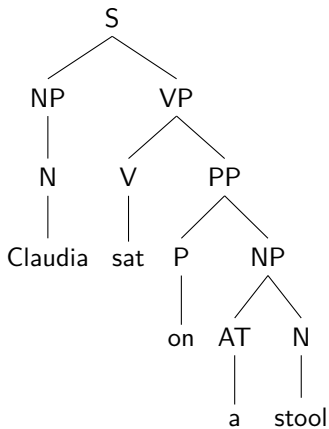 S
NP VP
N V PP
Claudia sat P NP
on AT N
a stool